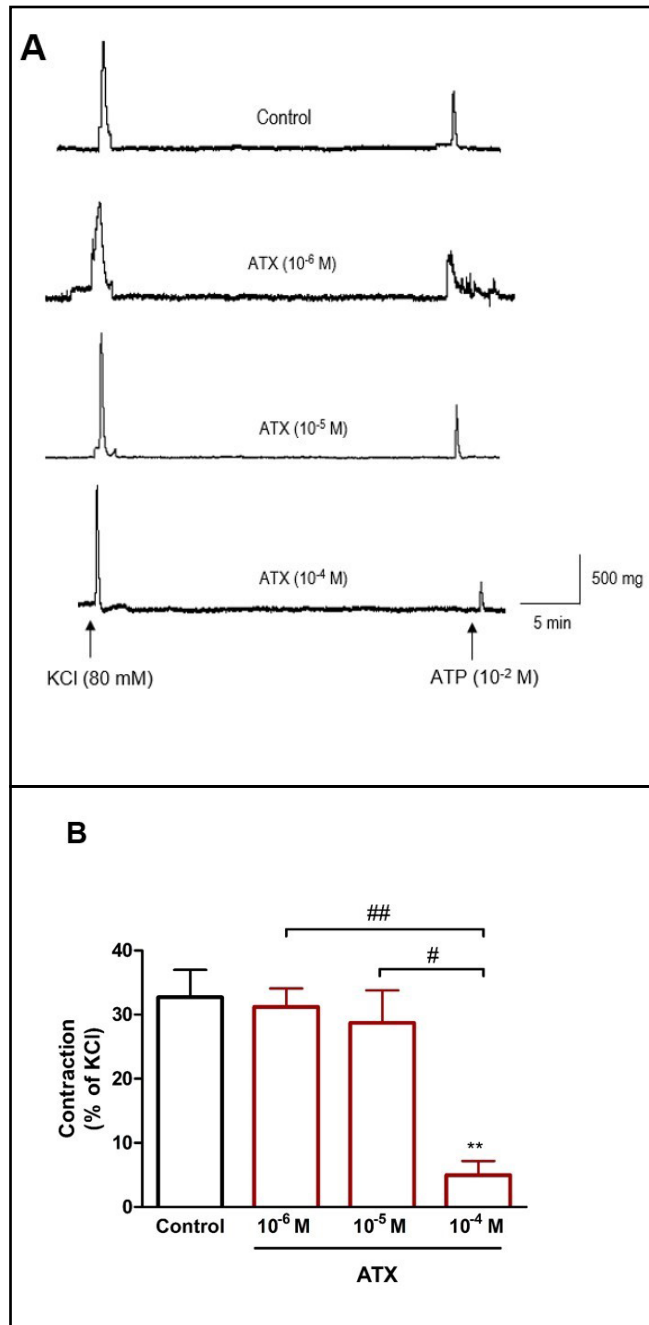 A
Control
ATX (10⁻⁶ M)
ATX (10⁻⁵ M)
ATX (10⁻⁴ M)
500 mg
5 min
KCl (80 mM)
ATP (10⁻² M)
B
##
#
40
30
20
10
0
Contraction
(% of KCl)
**
Control
10⁻⁶ M
10⁻⁵ M
10⁻⁴ M
ATX